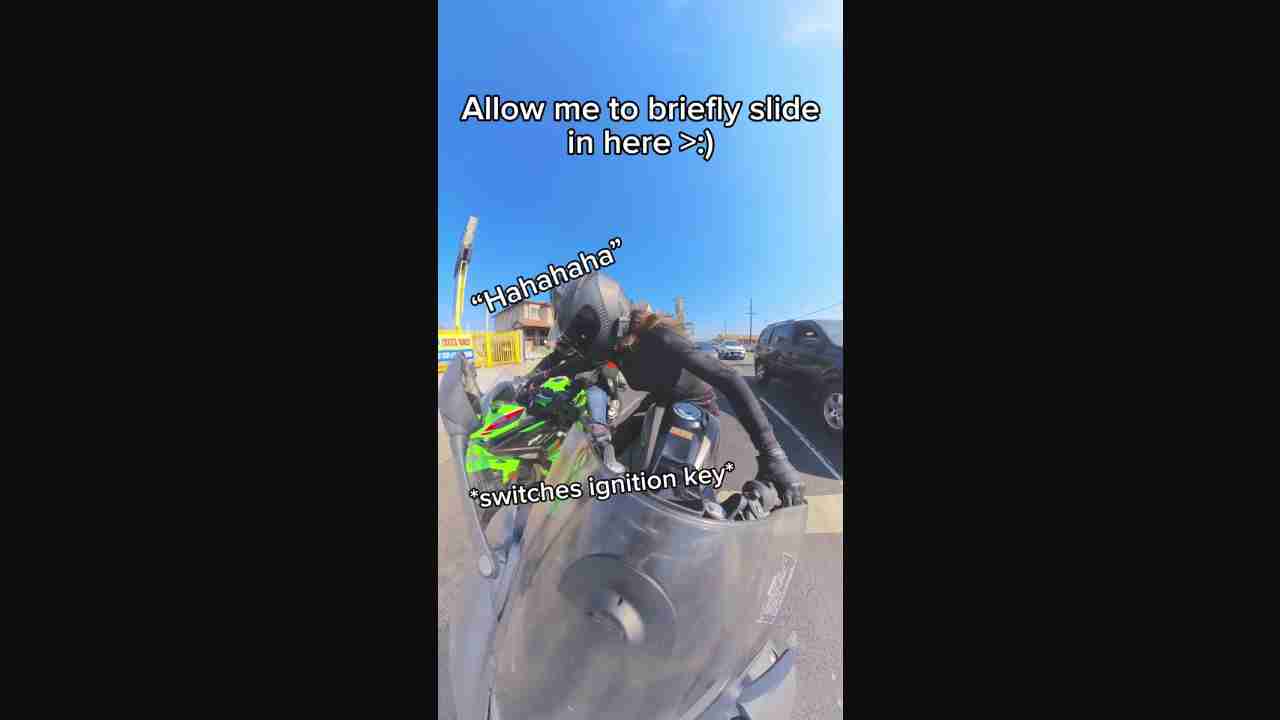 Allow me to briefly slide
in here >:)
“Hahahaha”
*switches ignition key*